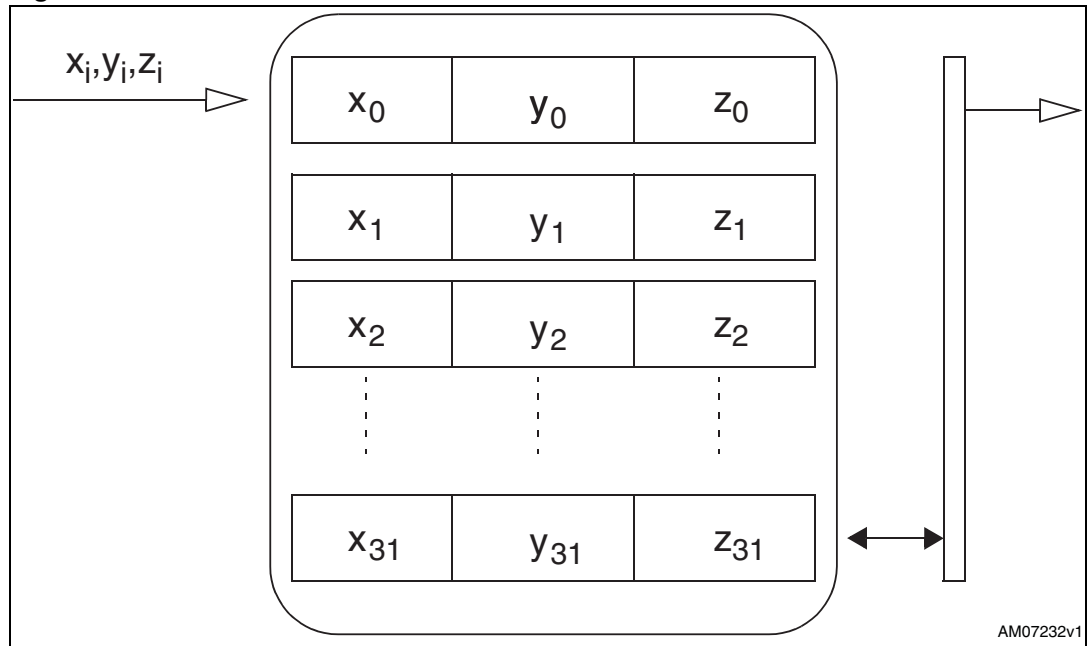 xᵢ,yᵢ,zᵢ
x₀ y₀ z₀
x₁ y₁ z₁
x₂ y₂ z₂
x₃₁ y₃₁ z₃₁
AM07232v1